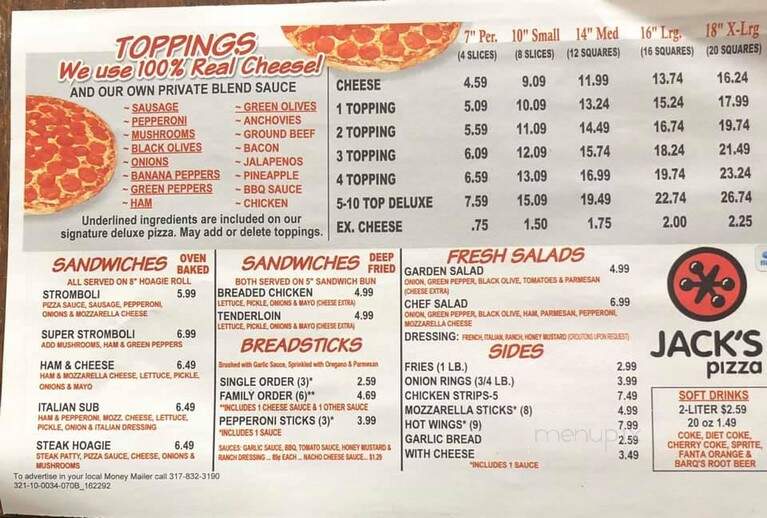 TOPPINGS
We use 100% Real Cheese!
AND OUR OWN PRIVATE BLEND SAUCE
~ SAUSAGE
~ PEPPERONI
~ MUSHROOMS
~ BLACK OLIVES
~ ONIONS
~ BANANA PEPPERS
~ GREEN PEPPERS
~ HAM
~ GREEN OLIVES
~ ANCHOVIES
~ GROUND BEEF
~ BACON
~ JALAPENOS
~ PINEAPPLE
~ BBQ SAUCE
~ CHICKEN
Underlined ingredients are included on our
signature deluxe pizza. May add or delete toppings.
7" Per. 10" Small 14" Med 16" Lrg. 18" X-Lrg
(4 SLICES) (8 SLICES) (12 SQUARES) (16 SQUARES) (20 SQUARES)
CHEESE 4.59 9.09 11.99 13.74 16.24
1 TOPPING 5.09 10.09 13.24 15.24 17.99
2 TOPPING 5.59 11.09 14.49 16.74 19.74
3 TOPPING 6.09 12.09 15.74 18.24 21.49
4 TOPPING 6.59 13.09 16.99 19.74 23.24
5-10 TOP DELUXE 7.59 15.09 19.49 22.74 26.74
EX. CHEESE .75 1.50 1.75 2.00 2.25
SANDWICHES OVEN BAKED
ALL SERVED ON 8" HOAGIE ROLL
STROMBOLI 5.99
PIZZA SAUCE, SAUSAGE, PEPPERONI,
ONIONS & MOZZARELLA CHEESE
SUPER STROMBOLI 6.99
ADD MUSHROOMS, HAM & GREEN PEPPERS
HAM & CHEESE 6.49
HAM & MOZZARELLA CHEESE, LETTUCE, PICKLE,
ONIONS & MAYO
ITALIAN SUB 6.49
HAM & PEPPERONI, MOZZ. CHEESE, LETTUCE,
PICKLE, ONION & ITALIAN DRESSING
STEAK HOAGIE 6.49
STEAK PATTY, PIZZA SAUCE, CHEESE, ONIONS &
MUSHROOMS
To advertise in your local Money Mailer call 317-832-3190
321-10-0034-070B_162292
SANDWICHES DEEP FRIED
BOTH SERVED ON 5" SANDWICH BUN
BREADED CHICKEN 4.99
LETTUCE, PICKLE, ONIONS & MAYO (CHEESE EXTRA)
TENDERLOIN 4.99
LETTUCE, PICKLE, ONIONS & MAYO (CHEESE EXTRA)
BREADSTICKS
Brushed with Garlic Sauce, Sprinkled with Oregano & Parmesan
SINGLE ORDER (3)* 2.59
FAMILY ORDER (6)** 4.69
**INCLUDES 1 CHEESE SAUCE & 1 OTHER SAUCE
PEPPERONI STICKS (3)* 3.99
*INCLUDES 1 SAUCE
SAUCES: GARLIC SAUCE, BBQ, TOMATO SAUCE, HONEY MUSTARD &
RANCH DRESSING ... 89¢ EACH ... NACHO CHEESE SAUCE... $1.29
FRESH SALADS
GARDEN SALAD 4.99
ONION, GREEN PEPPER, BLACK OLIVE, TOMATOES & PARMESAN
(CHEESE EXTRA)
CHEF SALAD 6.99
ONION, GREEN PEPPER, BLACK OLIVE, HAM, PARMESAN, PEPPERONI,
MOZZARELLA CHEESE
DRESSING: FRENCH, ITALIAN, RANCH, HONEY MUSTARD (CROUTONS UPON REQUEST)
SIDES
FRIES (1 LB.) 2.99
ONION RINGS (3/4 LB.) 3.99
CHICKEN STRIPS-5 7.49
MOZZARELLA STICKS* (8) 4.99
HOT WINGS* (9) 7.99
GARLIC BREAD 2.59
WITH CHEESE 3.49
*INCLUDES 1 SAUCE
JACK'S
pizza
SOFT DRINKS
2-LITER $2.59
20 oz 1.49
COKE, DIET COKE,
CHERRY COKE, SPRITE,
FANTA ORANGE &
BARQ'S ROOT BEER